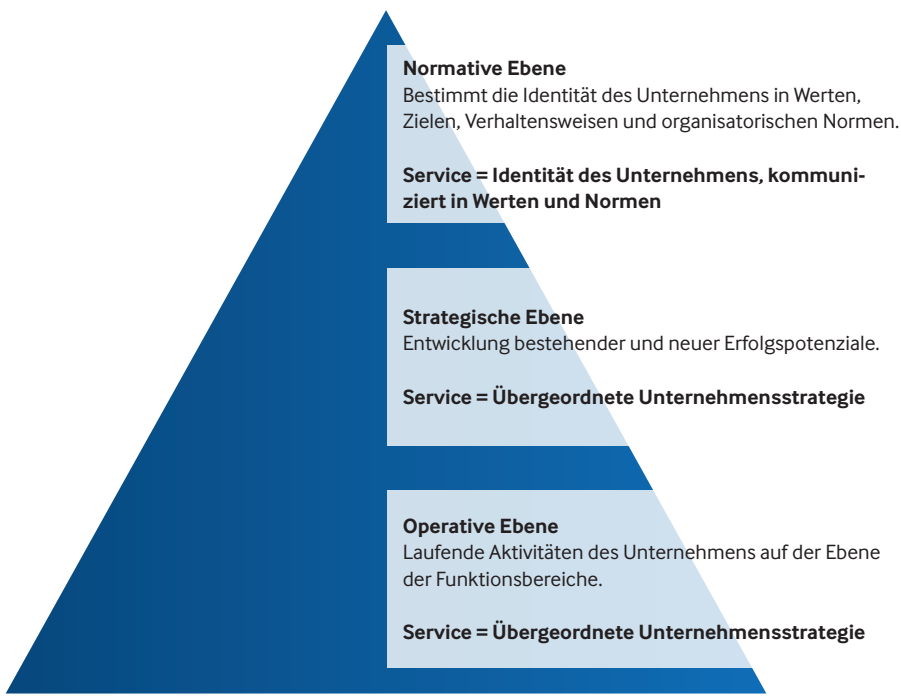 Normative Ebene
Bestimmt die Identität des Unternehmens in Werten,
Zielen, Verhaltensweisen und organisatorischen Normen.
Service = Identität des Unternehmens, kommuni-
ziert in Werten und Normen
Strategische Ebene
Entwicklung bestehender und neuer Erfolgspotenziale.
Service = Übergeordnete Unternehmensstrategie
Operative Ebene
Laufende Aktivitäten des Unternehmens auf der Ebene
der Funktionsbereiche.
Service = Übergeordnete Unternehmensstrategie